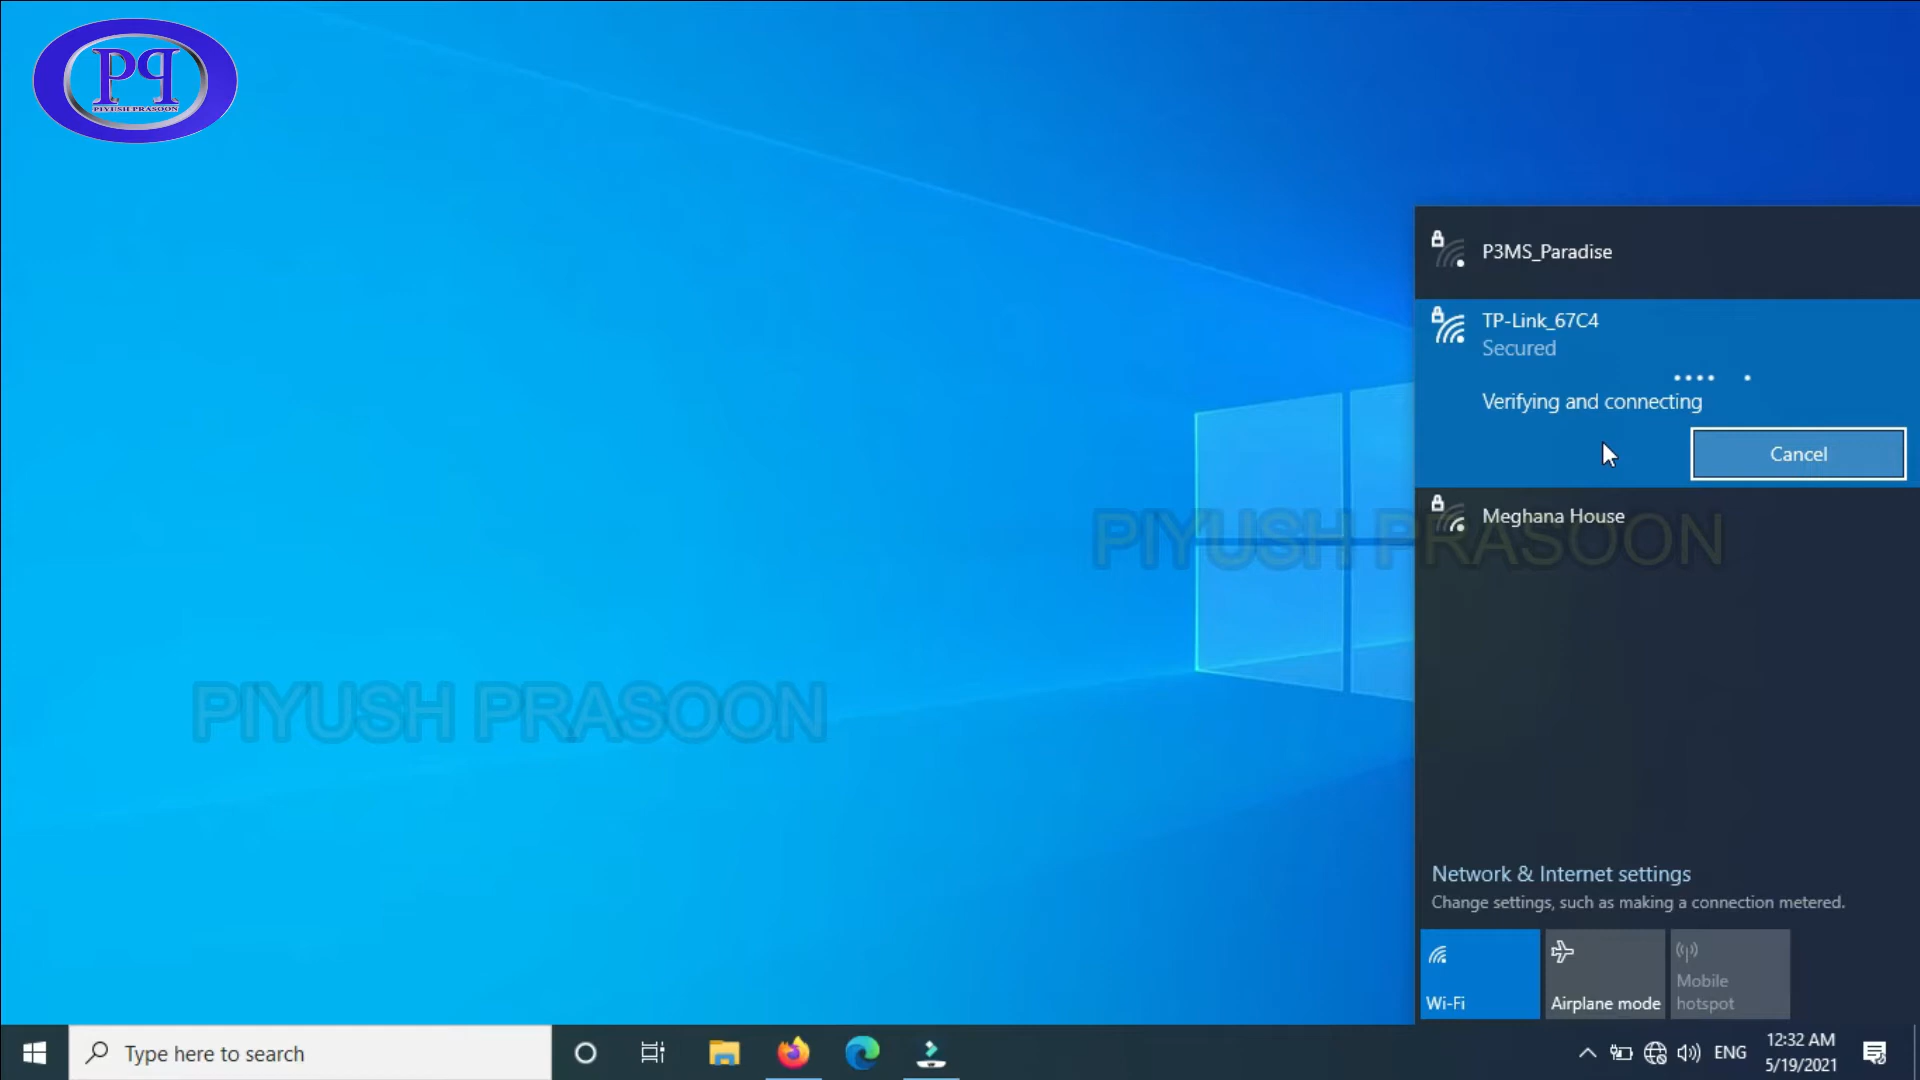 PQ
PIYUSH PRASOON
P3MS_Paradise
TP-Link_67C4
Secured
Verifying and connecting
Cancel
Meghana House
PIYUSH PRASOON
PIYUSH PRASOON
Network & Internet settings
Change settings, such as making a connection metered.
Wi-Fi
Airplane mode
Mobile
hotspot
Type here to search
ENG
12:32 AM
5/19/2021